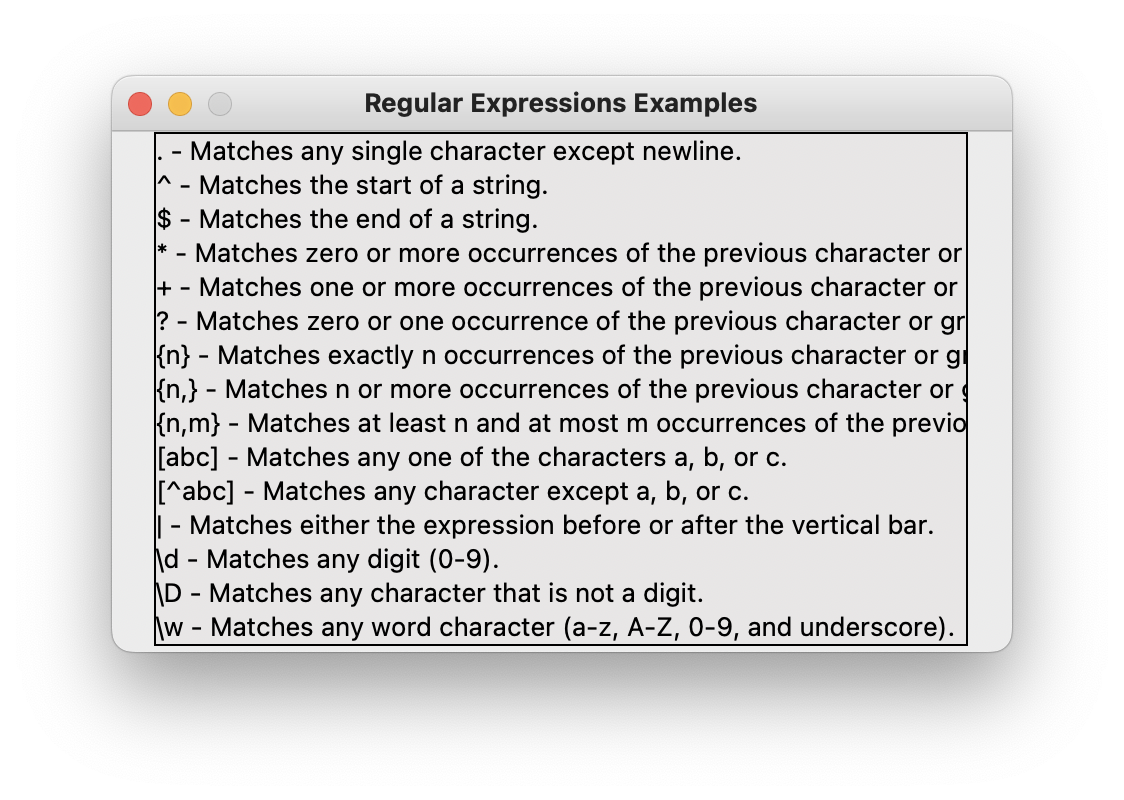 Regular Expressions Examples
. - Matches any single character except newline.
^ - Matches the start of a string.
$ - Matches the end of a string.
* - Matches zero or more occurrences of the previous character or
+ - Matches one or more occurrences of the previous character or
? - Matches zero or one occurrence of the previous character or gr
{n} - Matches exactly n occurrences of the previous character or
{n,} - Matches n or more occurrences of the previous character or
{n,m} - Matches at least n and at most m occurrences of the previo
[abc] - Matches any one of the characters a, b, or c.
[^abc] - Matches any character except a, b, or c.
| - Matches either the expression before or after the vertical bar.
\d - Matches any digit (0-9).
\D - Matches any character that is not a digit.
\w - Matches any word character (a-z, A-Z, 0-9, and underscore).